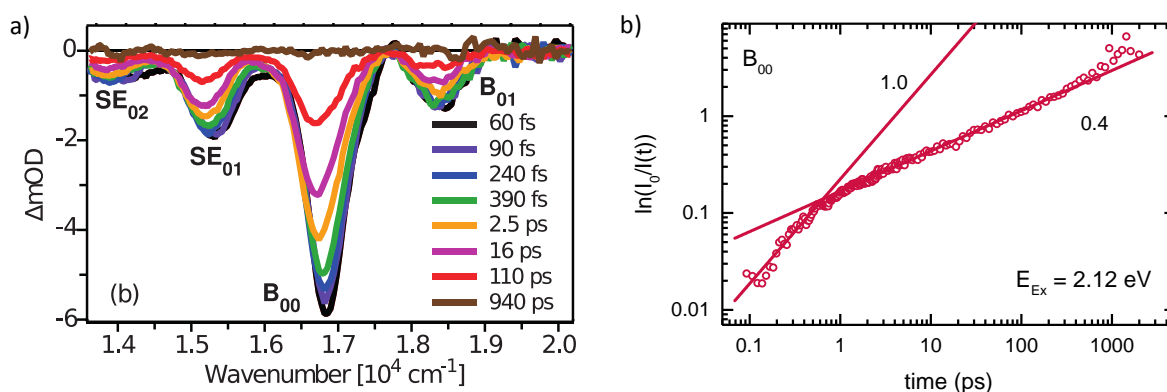 a)
0
-2
-4
-6
ΔmOD
SE02
SE01
B00
B01
(b)
60 fs
90 fs
240 fs
390 fs
2.5 ps
16 ps
110 ps
940 ps
1.4 1.5 1.6 1.7 1.8 1.9 2.0
Wavenumber [10⁴ cm⁻¹]
b)
B00
1.0
0.4
E_Ex = 2.12 eV
10
1
0.1
0.01
ln(I0/I(t))
0.1 1 10 100 1000
time (ps)